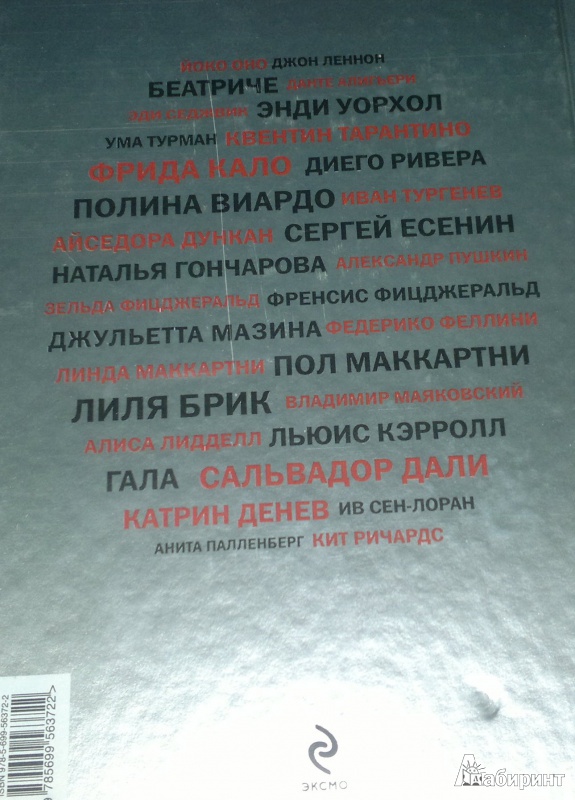 ЙОКО ОНО ДЖОН ЛЕННОН
БЕАТРИЧЕ ДАНТЕ АЛИГЬЕРИ
ЭДИ СЕДЖВИК ЭНДИ УОРХОЛ
УМА ТУРМАН КВЕНТИН ТАРАНТИНО
ФРИДА КАЛО ДИЕГО РИВЕРА
ПОЛИНА ВИАРДО ИВАН ТУРГЕНЕВ
АЙСЕДОРА ДУНКАН СЕРГЕЙ ЕСЕНИН
НАТАЛЬЯ ГОНЧАРОВА АЛЕКСАНДР ПУШКИН
ЗЕЛЬДА ФИЦДЖЕРАЛЬД ФРЕНСИС ФИЦДЖЕРАЛЬД
ДЖУЛЬЕТТА МАЗИНА ФЕДЕРИКО ФЕЛЛИНИ
ЛИНДА МАККАРТНИ ПОЛ МАККАРТНИ
ЛИЛЯ БРИК ВЛАДИМИР МАЯКОВСКИЙ
АЛИСА ЛИДДЕЛЛ ЛЬЮИС КЭРРОЛЛ
ГАЛА САЛЬВАДОР ДАЛИ
КАТРИН ДЕНЕВ ИВ СЕН-ЛОРАН
АНИТА ПАЛЛЕНБЕРГ КИТ РИЧАРДС
ISBN 978-5-699-56372-2
9 785699 563722 >
ЭКСМО
Лабиринт